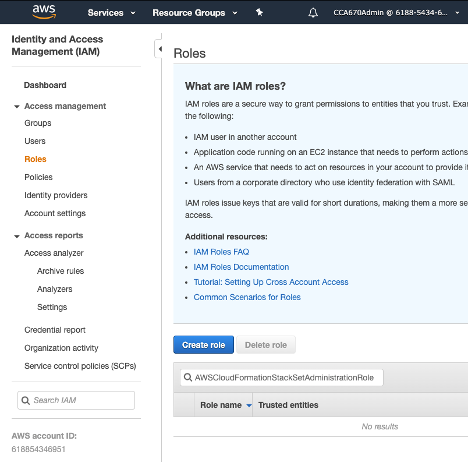 aws
Services
Resource Groups
CCA670Admin @ 6188-5434-6...
Identity and Access
Management (IAM)
Dashboard
Access management
Groups
Users
Roles
Policies
Identity providers
Account settings
Access reports
Access analyzer
Archive rules
Analyzers
Settings
Credential report
Organization activity
Service control policies (SCPs)
Search IAM
AWS account ID:
618854346951
Roles
What are IAM roles?
IAM roles are a secure way to grant permissions to entities that you trust. Exa
the following:
IAM user in another account
Application code running on an EC2 instance that needs to perform actions
An AWS service that needs to act on resources in your account to provide it
Users from a corporate directory who use identity federation with SAML
IAM roles issue keys that are valid for short durations, making them a more se
access.
Additional resources:
IAM Roles FAQ
IAM Roles Documentation
Tutorial: Setting Up Cross Account Access
Common Scenarios for Roles
Create role
Delete role
AWSCloudFormationStackSetAdministrationRole
Role name
Trusted entities
No results